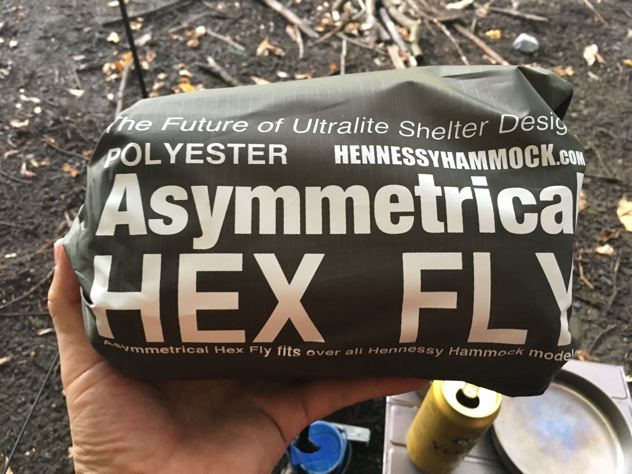 The Future of Ultralite Shelter Desig
POLYESTER HENNESSYHAMMOCK.COM
Asymmetrical
HEX FLY
Asymmetrical Hex Fly fits over all Hennessy Hammock model